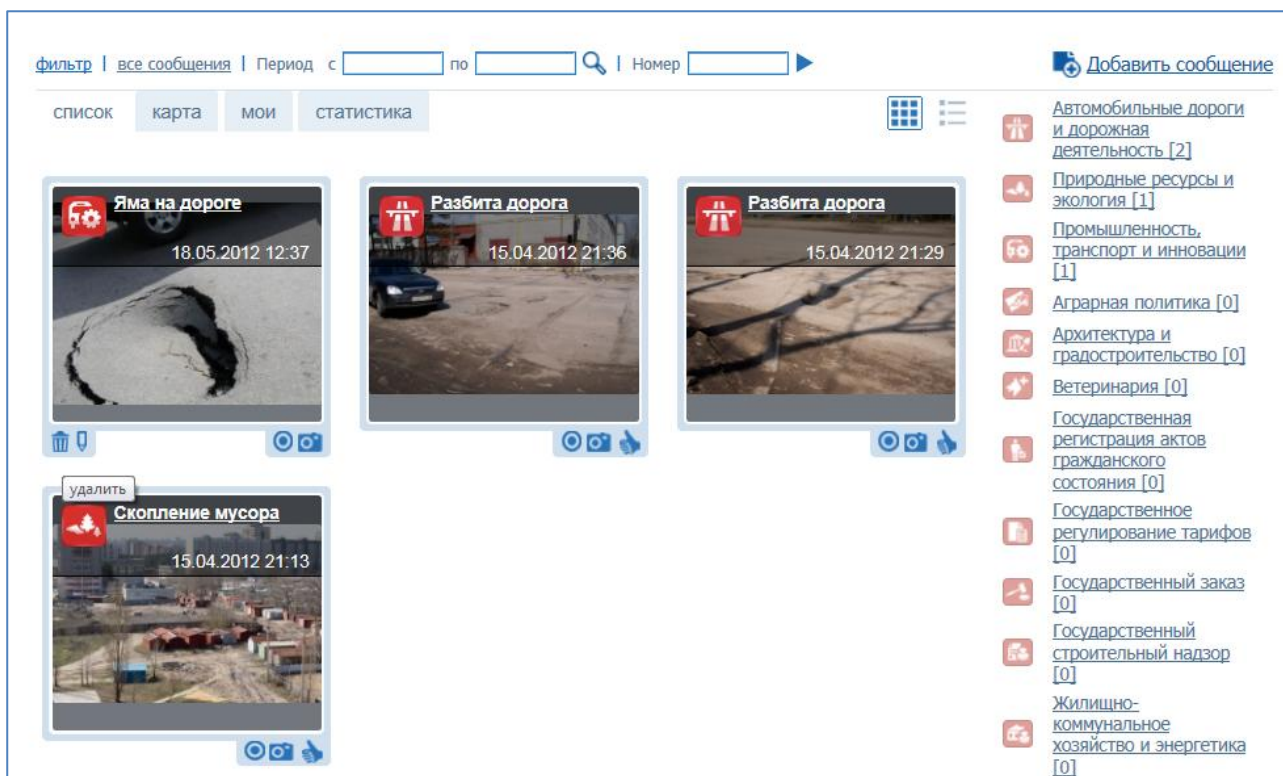 фильтр | все сообщения | Период с по | Номер
Добавить сообщение
список карта мои статистика
Яма на дороге
18.05.2012 12:37
Разбита дорога
15.04.2012 21:36
Разбита дорога
15.04.2012 21:29
удалить
Скопление мусора
15.04.2012 21:13
Автомобильные дороги
и дорожная
деятельность [2]
Природные ресурсы и
экология [1]
Промышленность,
транспорт и инновации
[1]
Аграрная политика [0]
Архитектура и
градостроительство [0]
Ветеринария [0]
Государственная
регистрация актов
гражданского
состояния [0]
Государственное
регулирование тарифов
[0]
Государственный заказ
[0]
Государственный
строительный надзор
[0]
Жилищно-
коммунальное
хозяйство и энергетика
[0]